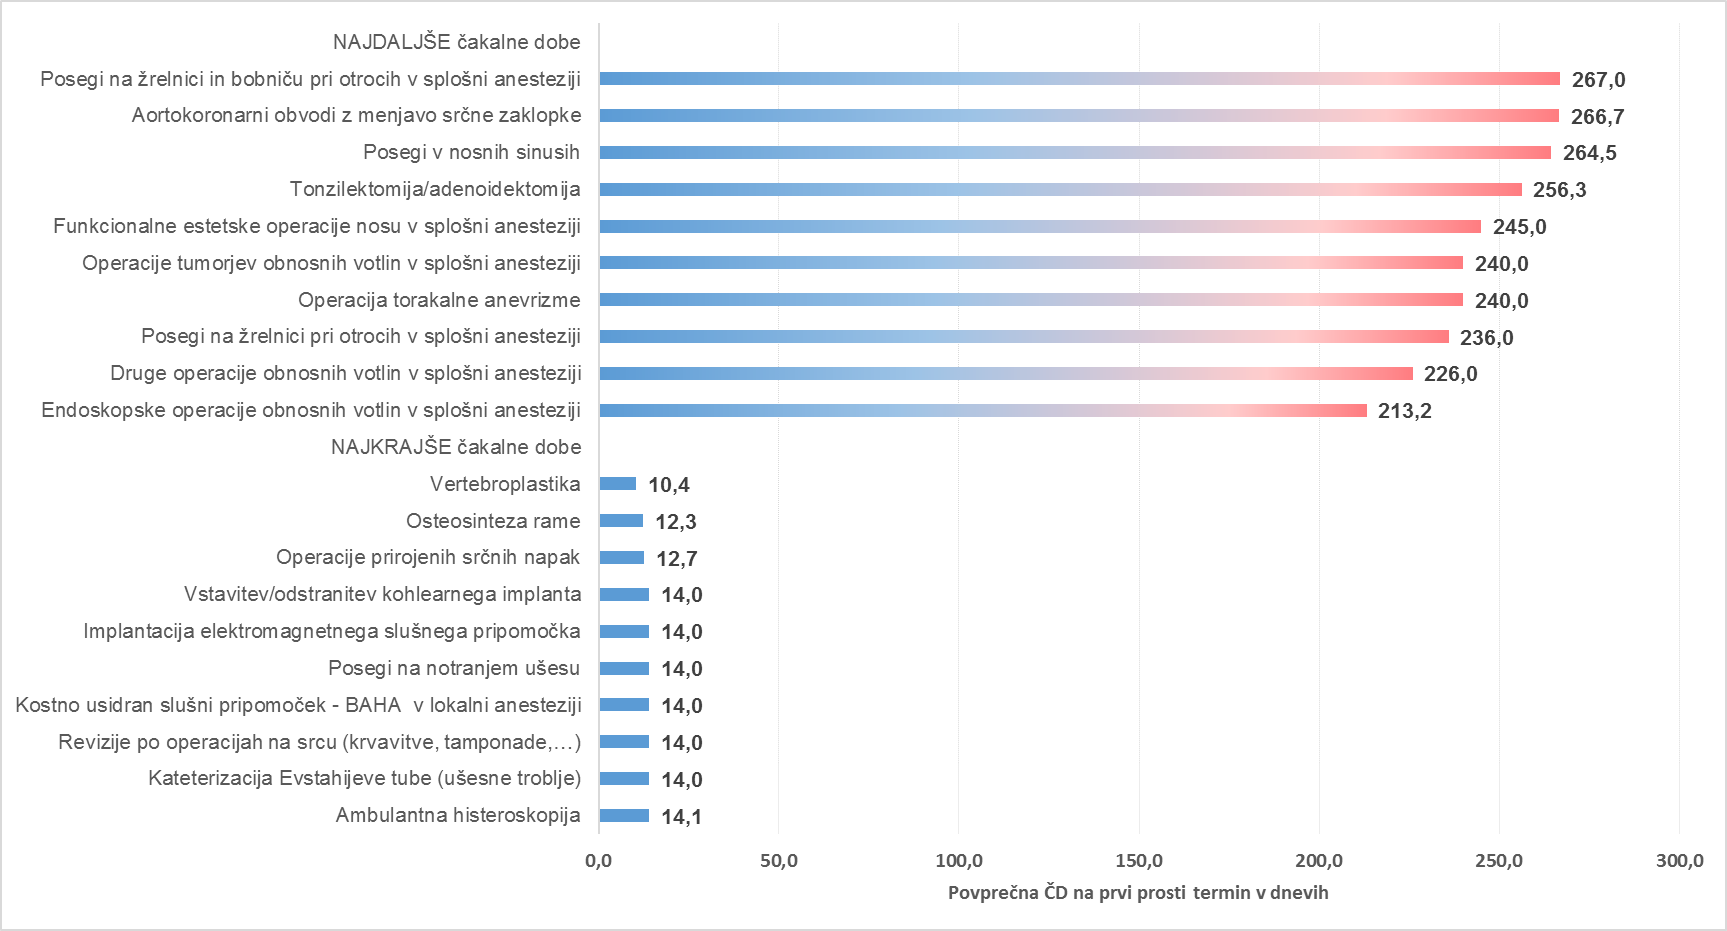 NAJDALJŠE čakalne dobe
Posegi na žrelnici in bobniču pri otrocih v splošni anesteziji 267,0
Aortokoronarni obvodi z menjavo srčne zaklopke 266,7
Posegi v nosnih sinusih 264,5
Tonzilektomija/adenoidektomija 256,3
Funkcionalne estetske operacije nosu v splošni anesteziji 245,0
Operacije tumorjev obnosnih votlin v splošni anesteziji 240,0
Operacija torakalne anevrizme 240,0
Posegi na žrelnici pri otrocih v splošni anesteziji 236,0
Druge operacije obnosnih votlin v splošni anesteziji 226,0
Endoskopske operacije obnosnih votlin v splošni anesteziji 213,2
NAJKRAJŠE čakalne dobe
Vertebroplastika 10,4
Osteosinteza rame 12,3
Operacije prirojenih srčnih napak 12,7
Vstavitev/odstranitev kohlearnega implanta 14,0
Implantacija elektromagnetnega slušnega pripomočka 14,0
Posegi na notranjem ušesu 14,0
Kostno usidran slušni pripomoček - BAHA  v lokalni anesteziji 14,0
Revizije po operacijah na srcu (krvavitve, tamponade,…) 14,0
Kateterizacija Evstahijeve tube (ušesne troblje) 14,0
Ambulantna histeroskopija 14,1
0,0 50,0 100,0 150,0 200,0 250,0 300,0
Povprečna ČD na prvi prosti termin v dnevih